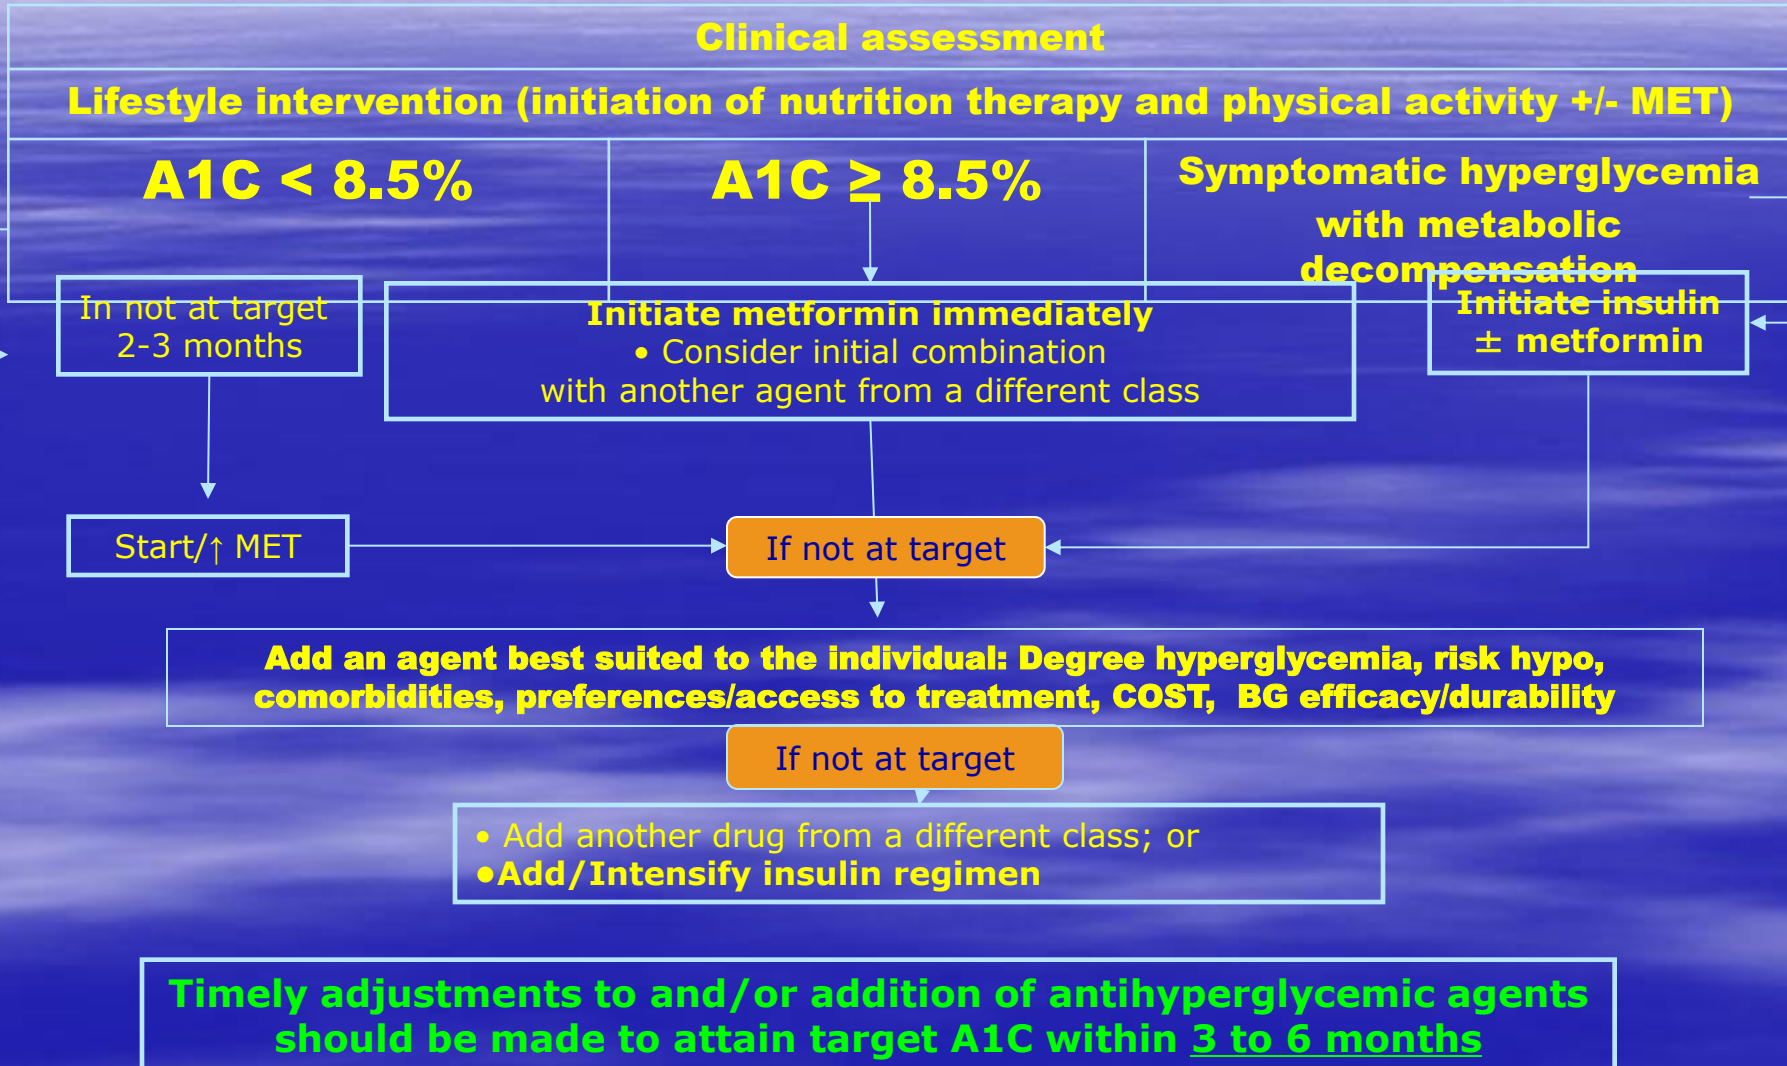 Clinical assessment
Lifestyle intervention (initiation of nutrition therapy and physical activity +/- MET)
A1C < 8.5%
A1C ≥ 8.5%
Symptomatic hyperglycemia
with metabolic
decompensation
In not at target
2-3 months
Initiate metformin immediately
• Consider initial combination
with another agent from a different class
Initiate insulin
± metformin
Start/↑ MET
If not at target
Add an agent best suited to the individual: Degree hyperglycemia, risk hypo,
comorbidities, preferences/access to treatment, COST, BG efficacy/durability
If not at target
• Add another drug from a different class; or
•Add/Intensify insulin regimen
Timely adjustments to and/or addition of antihyperglycemic agents
should be made to attain target A1C within 3 to 6 months